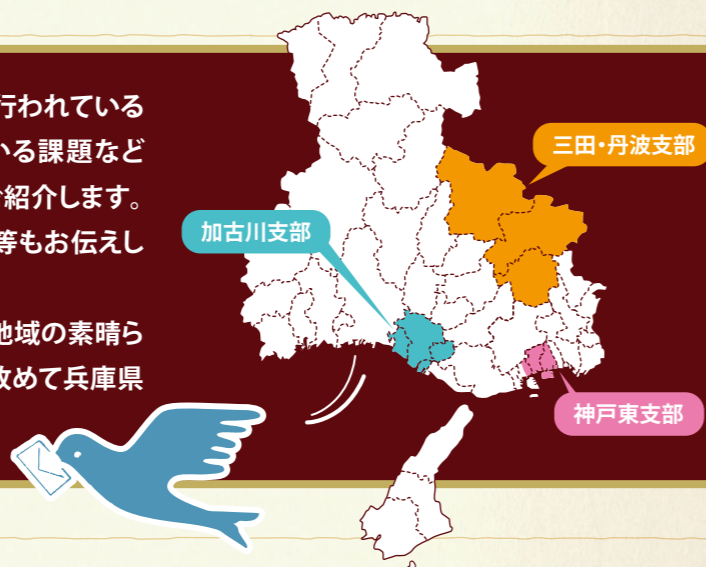 行われている
いる課題など
紹介します。
等もお伝えし
地域の素晴ら
改めて兵庫県
三田・丹波支部
加古川支部
神戸東支部